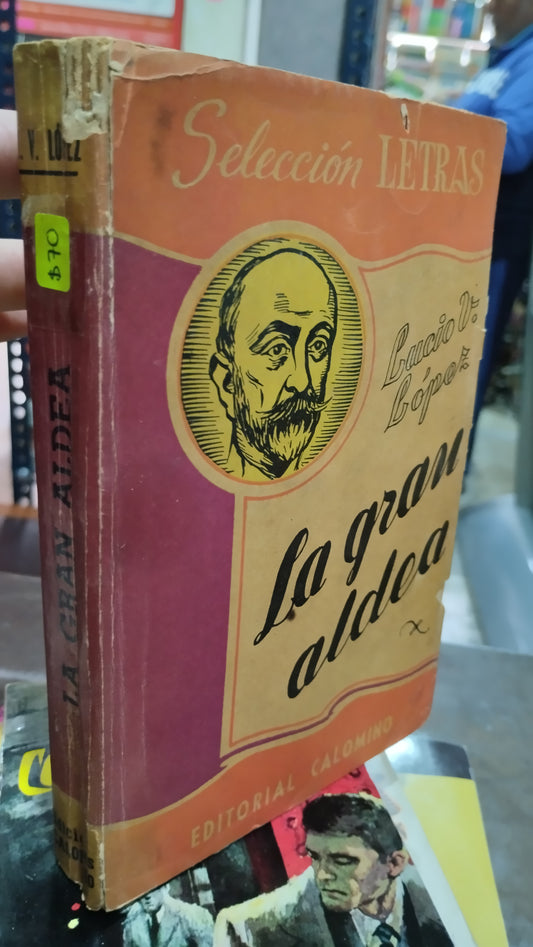 Selección LETRAS
Lucio V.
López
La gran
aldea
EDITORIAL CALOMINO
. V. LÓPEZ
$70
LA GRAN ALDEA